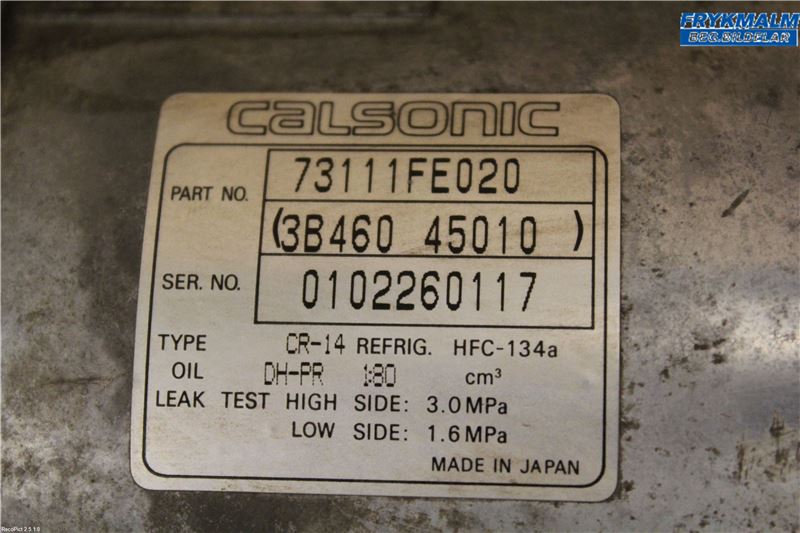 FRYKMALM
BZQ.BILDELAR
CALSONIC
PART NO. 73111FE020
(3B460 45010 )
SER. NO. 0102260117
TYPE CR-14 REFRIG. HFC-134a
OIL DH-PR 180 cm³
LEAK TEST HIGH SIDE: 3.0MPa
LOW SIDE: 1.6MPa
MADE IN JAPAN
RecoPict 2.5.1.0